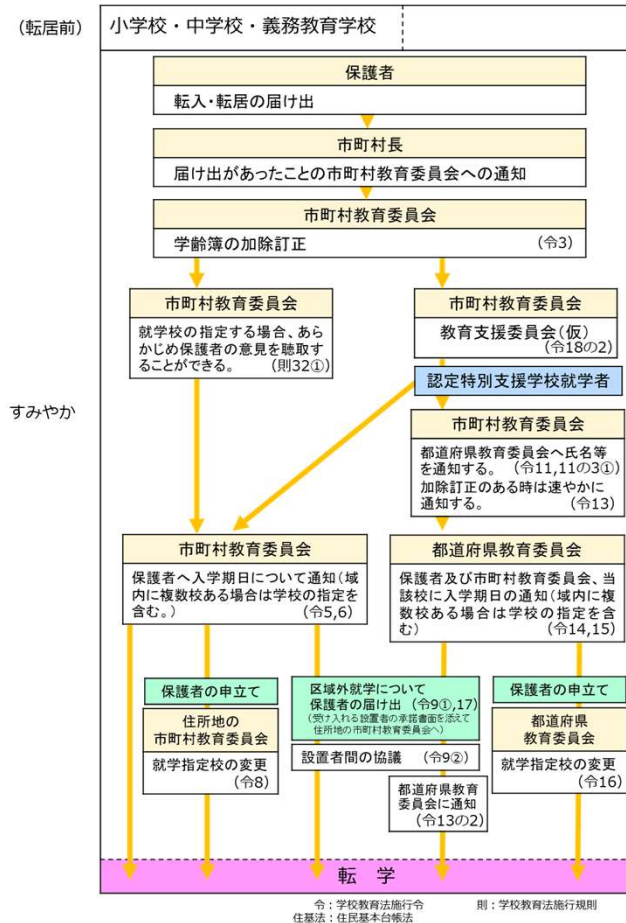 (転居前)
小学校・中学校・義務教育学校
保護者
転入・転居の届け出
市町村長
届け出があったことの市町村教育委員会への通知
市町村教育委員会
学齢簿の加除訂正 (令3)
市町村教育委員会
就学校の指定する場合、あら
かじめ保護者の意見を聴取す
ることができる。 (則32①)
市町村教育委員会
教育支援委員会(仮)
(令18の2)
認定特別支援学校就学者
すみやか
市町村教育委員会
都道府県教育委員会へ氏名等
を通知する。 (令11,11の3①)
加除訂正のある時は速やかに
通知する。 (令13)
市町村教育委員会
保護者へ入学期日について通知(域
内に複数校ある場合は学校の指定を
含む。) (令5,6)
都道府県教育委員会
保護者及び市町村教育委員会、当
該校に入学期日の通知(域内に複
数校ある場合は学校の指定を含
む) (令14,15)
保護者の申立て
住所地の
市町村教育委員会
就学指定校の変更
(令8)
区域外就学について
保護者の届け出 (令9①,17)
(受け入れる設置者の承諾書面を添えて
住所地の市町村教育委員会へ)
設置者間の協議 (令9②)
都道府県教育
委員会に通知
(令13の2)
保護者の申立て
都道府県
教育委員会
就学指定校の変更
(令16)
転 学
令:学校教育法施行令 則:学校教育法施行規則
住基法:住民基本台帳法